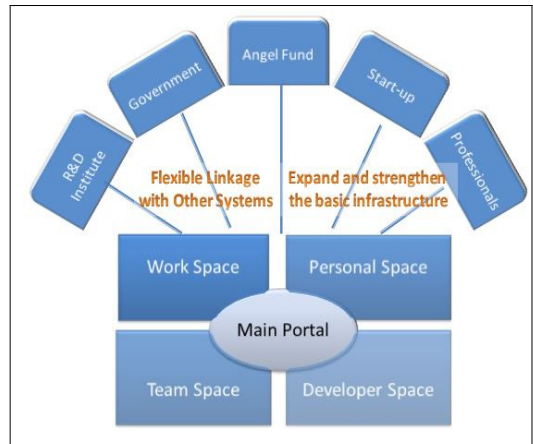 Angel Fund
Government
Start-up
R&D
Institute
Professionals
Flexible Linkage
with Other Systems
Expand and strengthen
the basic infrastructure
Work Space
Personal Space
Main Portal
Team Space
Developer Space